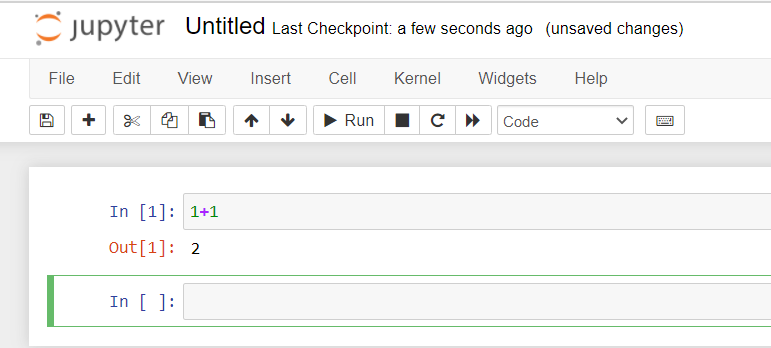 jupyter Untitled Last Checkpoint: a few seconds ago (unsaved changes)
File Edit View Insert Cell Kernel Widgets Help
Run Code
In [1]: 1+1
Out[1]: 2
In [ ]: